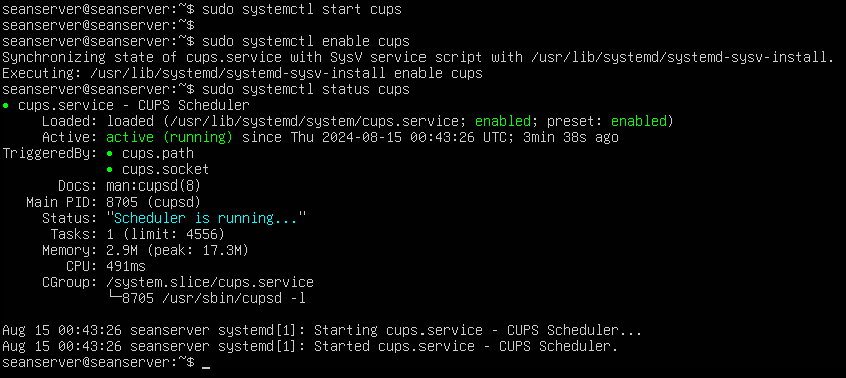 seanserver@seanserver:~$ sudo systemctl start cups
seanserver@seanserver:~$
seanserver@seanserver:~$ sudo systemctl enable cups
Synchronizing state of cups.service with SysV service script with /usr/lib/systemd/systemd-sysv-install.
Executing: /usr/lib/systemd/systemd-sysv-install enable cups
seanserver@seanserver:~$ sudo systemctl status cups
● cups.service - CUPS Scheduler
     Loaded: loaded (/usr/lib/systemd/system/cups.service; enabled; preset: enabled)
     Active: active (running) since Thu 2024-08-15 00:43:26 UTC; 3min 38s ago
TriggeredBy: ● cups.path
             ● cups.socket
       Docs: man:cupsd(8)
   Main PID: 8705 (cupsd)
     Status: "Scheduler is running..."
      Tasks: 1 (limit: 4556)
     Memory: 2.9M (peak: 17.3M)
        CPU: 491ms
     CGroup: /system.slice/cups.service
             └─8705 /usr/sbin/cupsd -l
Aug 15 00:43:26 seanserver systemd[1]: Starting cups.service - CUPS Scheduler...
Aug 15 00:43:26 seanserver systemd[1]: Started cups.service - CUPS Scheduler.
seanserver@seanserver:~$ _